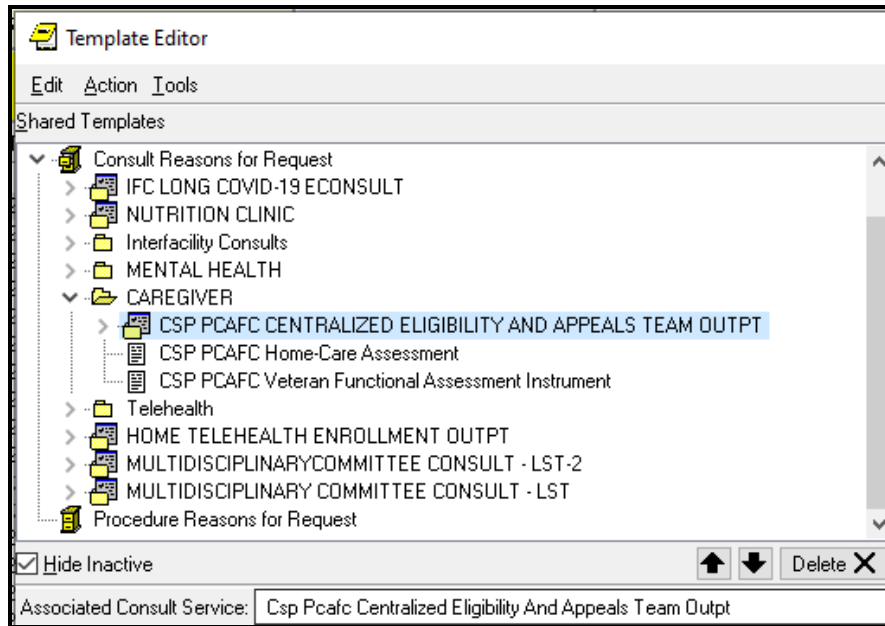 Template Editor
Edit Action Tools
Shared Templates
Consult Reasons for Request
IFC LONG COVID-19 ECONSULT
NUTRITION CLINIC
Interfacility Consults
MENTAL HEALTH
CAREGIVER
CSP PCAFC CENTRALIZED ELIGIBILITY AND APPEALS TEAM OUTPT
CSP PCAFC Home-Care Assessment
CSP PCAFC Veteran Functional Assessment Instrument
Telehealth
HOME TELEHEALTH ENROLLMENT OUTPT
MULTIDISCIPLINARYCOMMITTEE CONSULT - LST-2
MULTIDISCIPLINARY COMMITTEE CONSULT - LST
Procedure Reasons for Request
Hide Inactive Delete
Associated Consult Service: Csp Pcafc Centralized Eligibility And Appeals Team Outpt